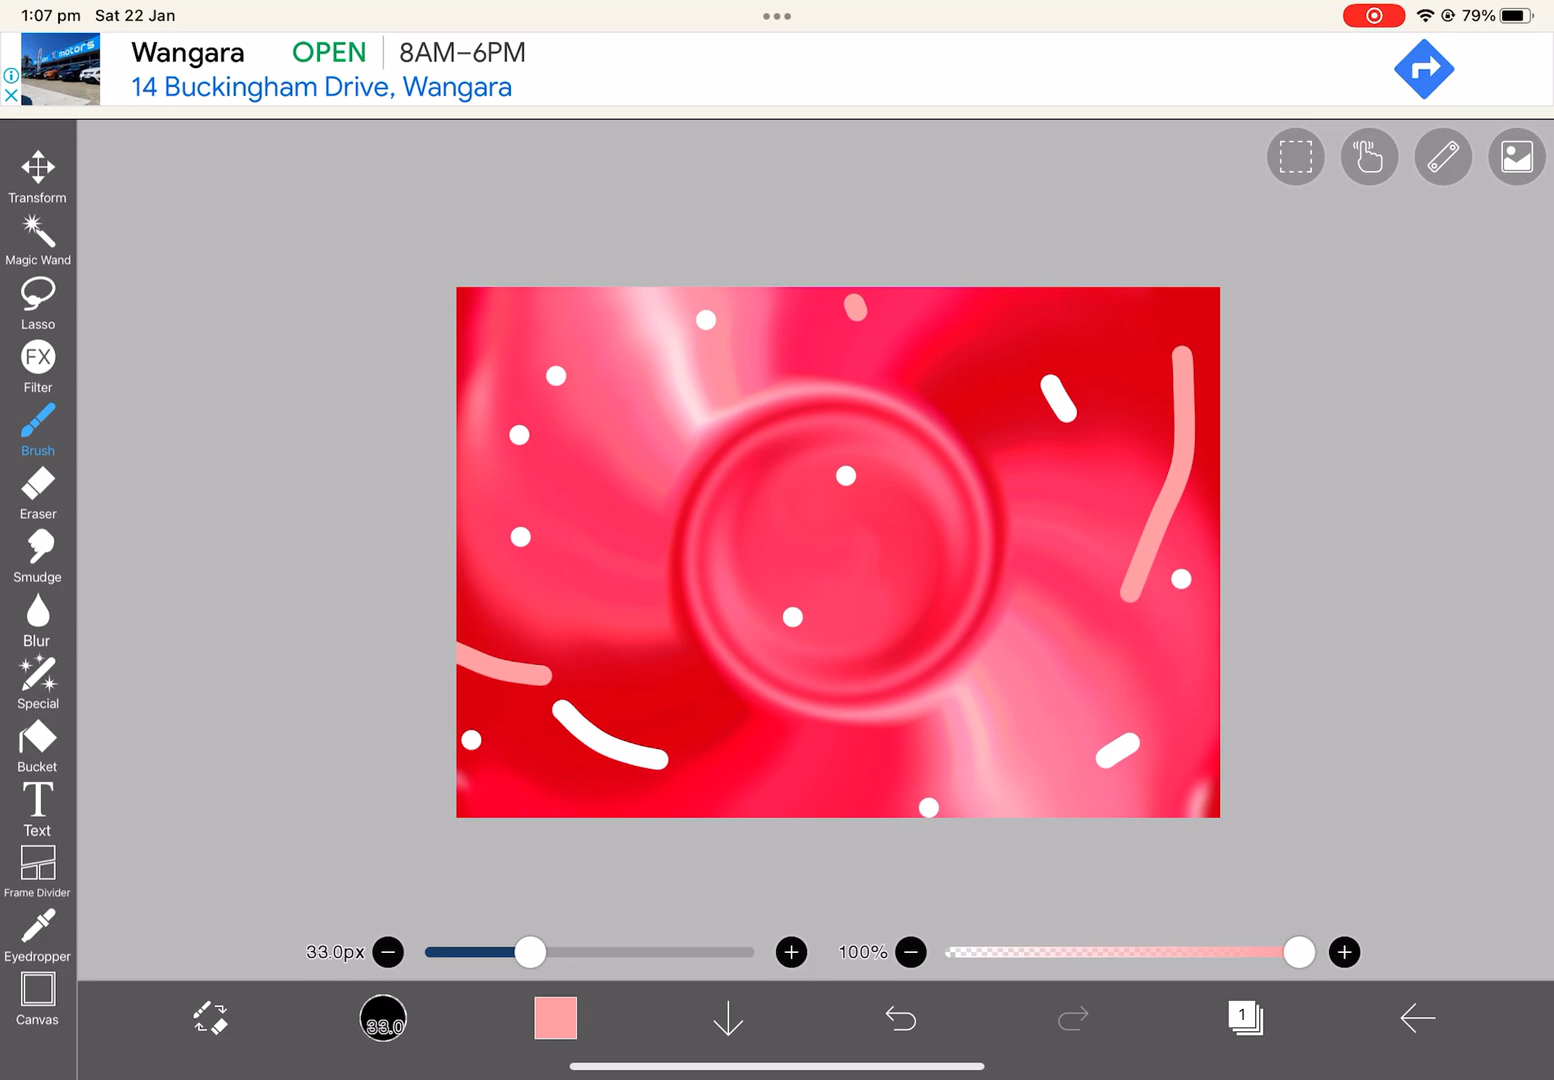 1:07 pm Sat 22 Jan
79%
motors
Wangara OPEN 8AM–6PM
14 Buckingham Drive, Wangara
Transform
Magic Wand
Lasso
FX
Filter
Brush
Eraser
Smudge
Blur
Special
Bucket
T
Text
Frame Divider
Eyedropper
Canvas
33.0px
100%
33.0
1